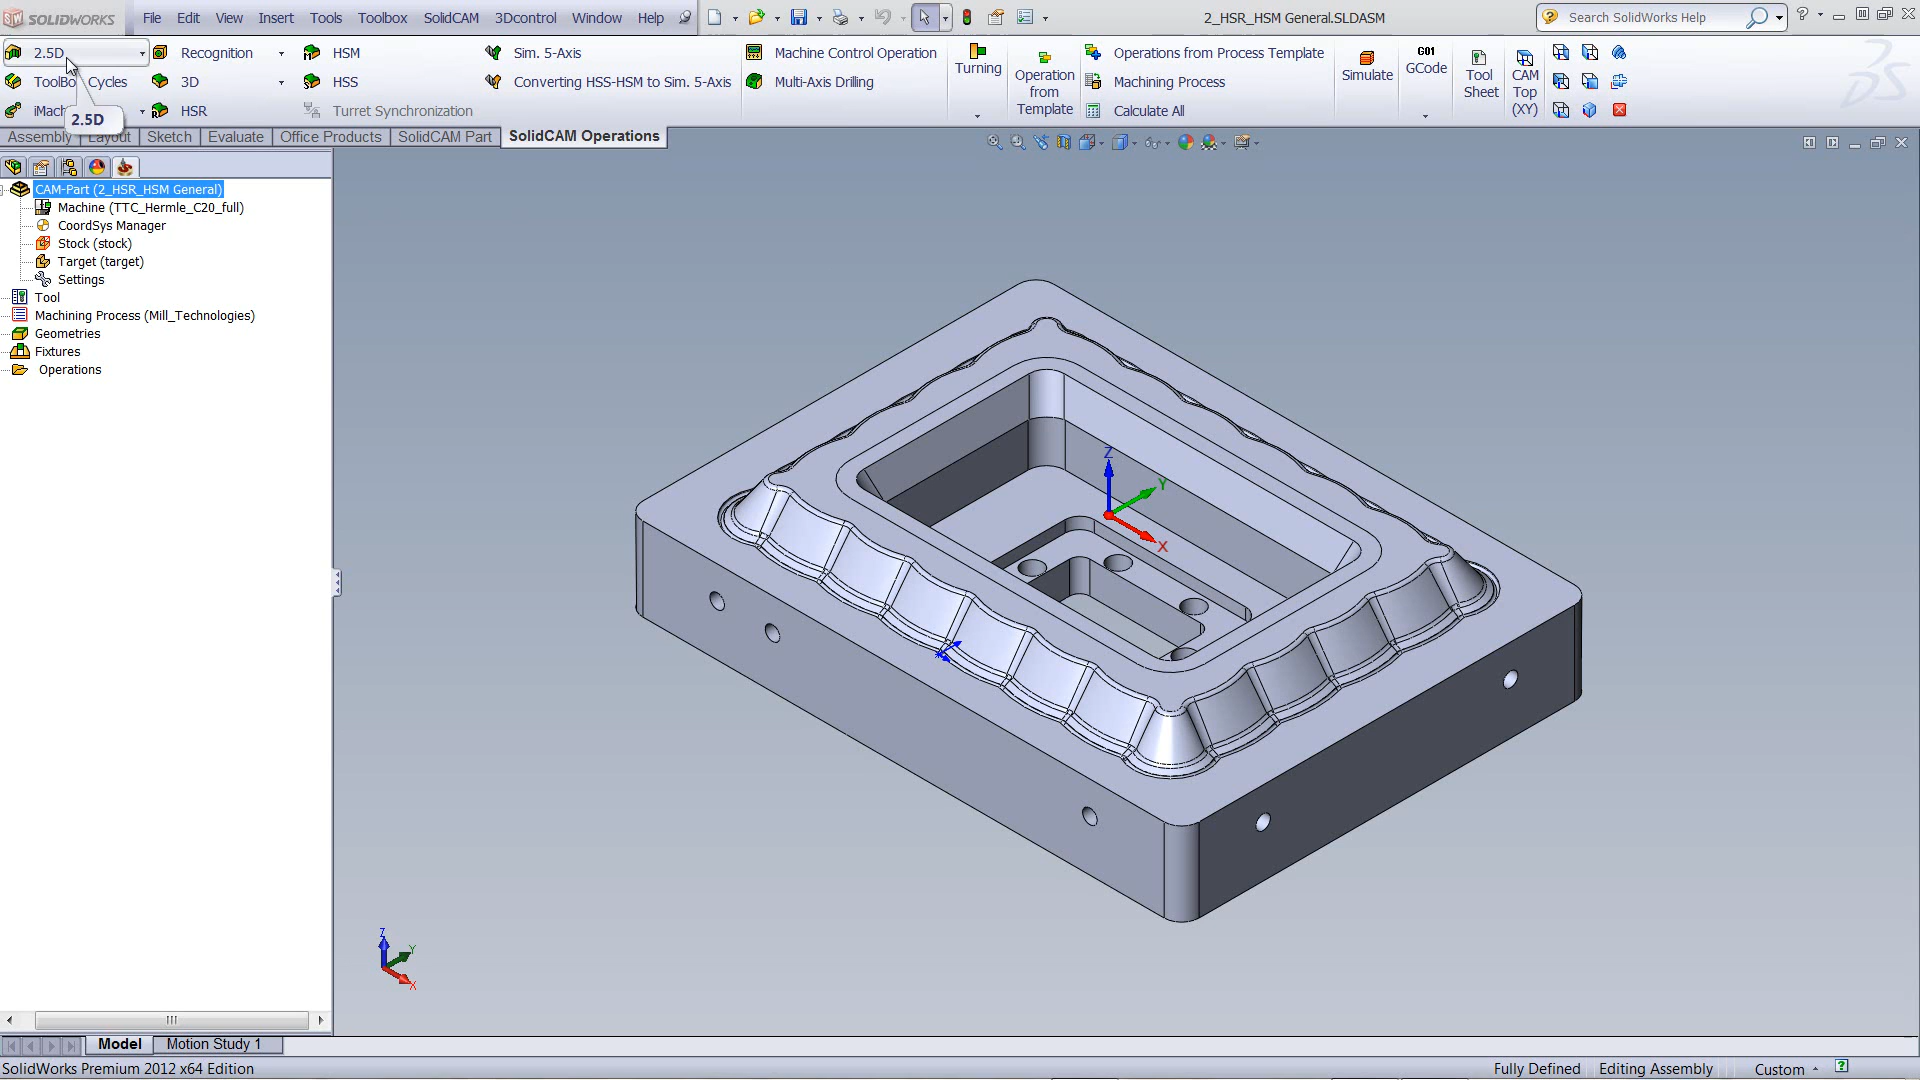 SOLIDWORKS File Edit View Insert Tools Toolbox SolidCAM 3Dcontrol Window Help 2_HSR_HSM General.SLDASM Search SolidWorks Help
2.5D Recognition HSM Sim. 5-Axis Machine Control Operation Operations from Process Template
ToolBo Cycles 3D HSS Converting HSS-HSM to Sim. 5-Axis Multi-Axis Drilling Machining Process
iMach HSR Turret Synchronization Calculate All
Turning
Operation
from
Template
Simulate
G01
GCode
Tool
Sheet
CAM
Top
(XY)
2.5D
Assembly Layout Sketch Evaluate Office Products SolidCAM Part SolidCAM Operations
CAM-Part (2_HSR_HSM General)
Machine (TTC_Hermle_C20_full)
CoordSys Manager
Stock (stock)
Target (target)
Settings
Tool
Machining Process (Mill_Technologies)
Geometries
Fixtures
Operations
Z
Y
X
Z
Y
X
Model Motion Study 1
SolidWorks Premium 2012 x64 Edition Fully Defined Editing Assembly Custom